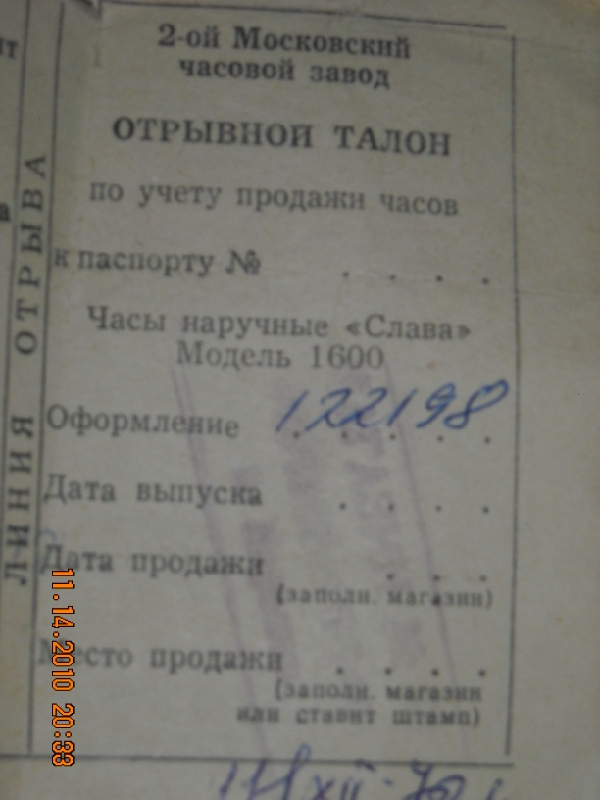 2-ой Московский
часовой завод
ОТРЫВНОЙ ТАЛОН
по учету продажи часов
к паспорту № . . . .
Часы наручные «Слава»
Модель 1600
Оформление 122198
Дата выпуска . . . .
Дата продажи . . .
(заполн. магазин)
Место продажи . . . .
(заполн. магазин
или ставит штамп)
ЛИНИЯ ОТРЫВА
11.14.2010 20:33